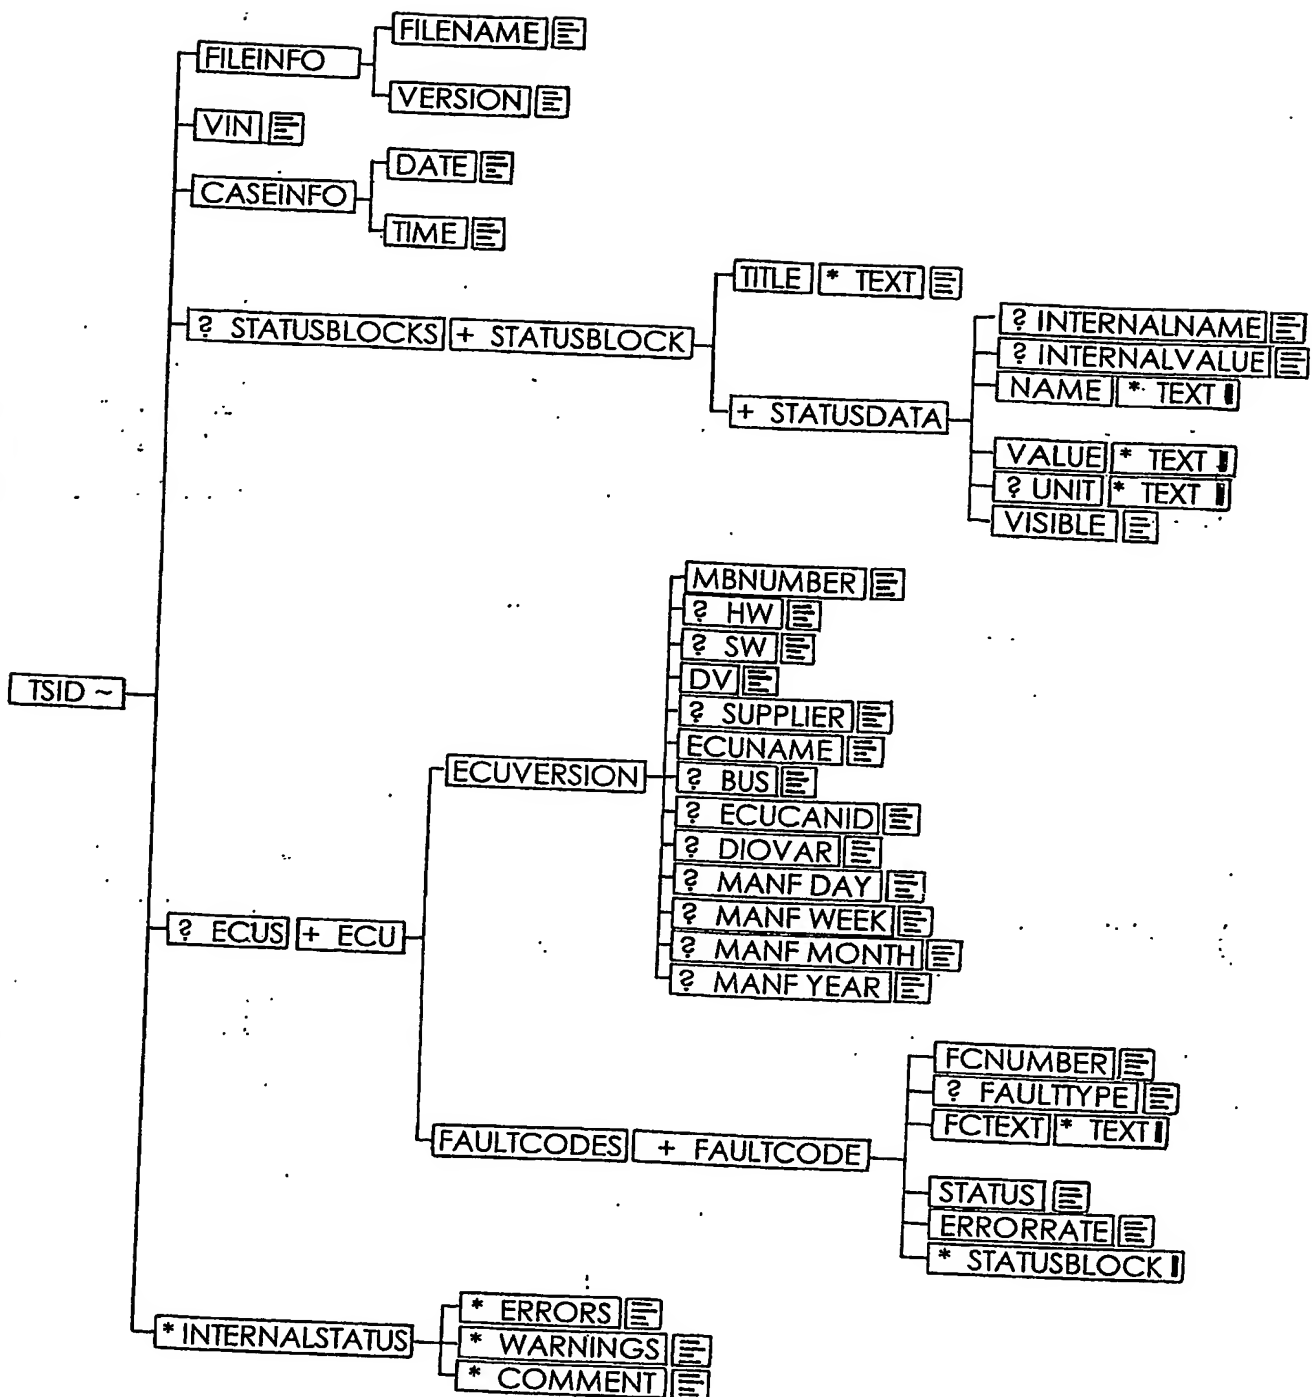 FILENAME
FILEINFO
VERSION
VIN
DATE
CASEINFO
TIME
TITLE * TEXT
? STATUSBLOCKS + STATUSBLOCK
? INTERNALNAME
? INTERNALVALUE
NAME * TEXT
+ STATUSDATA
VALUE * TEXT
? UNIT * TEXT
VISIBLE
MBNUMBER
? HW
? SW
TSID ~
DV
? SUPPLIER
ECUNAME
ECUVERSION
? BUS
? ECUCANID
? DIOVAR
? MANF DAY
? MANF WEEK
? ECUS + ECU
? MANF MONTH
? MANF YEAR
FCNUMBER
? FAULTTYPE
FCTEXT * TEXT
FAULTCODES + FAULTCODE
STATUS
ERRORRATE
* STATUSBLOCK
* ERRORS
* INTERNALSTATUS
* WARNINGS
* COMMENT